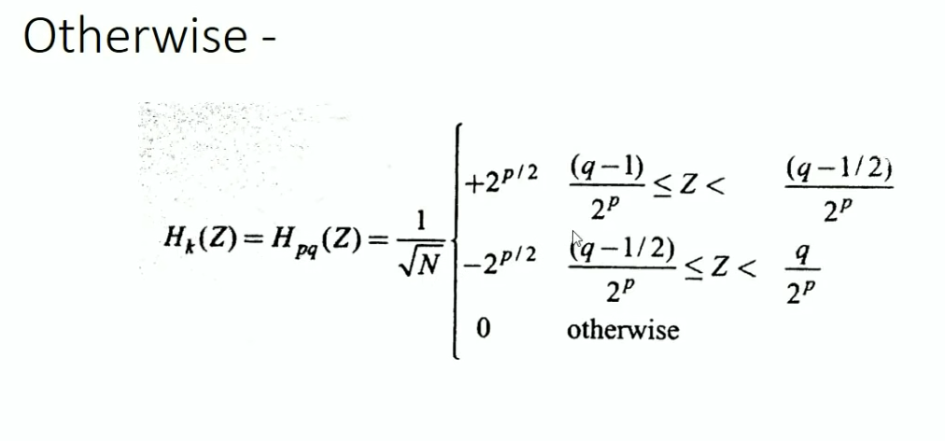 Otherwise -
H_k(Z) = H_pq(Z) = 1/√N { +2^{p/2} (q−1)/2^p ≤ Z < (q−1/2)/2^p
−2^{p/2} (q−1/2)/2^p ≤ Z < q/2^p
0 otherwise